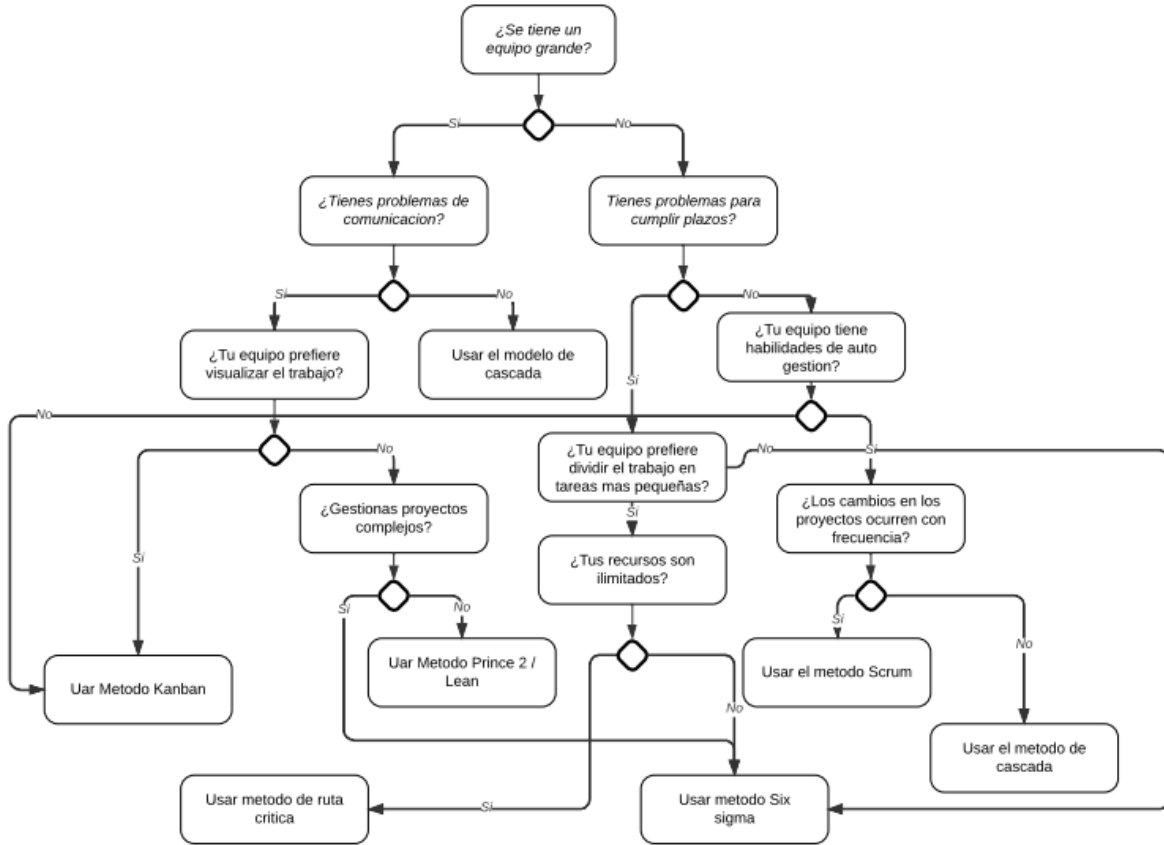 ¿Se tiene un
equipo grande?
Si
No
¿Tienes problemas de
comunicacion?
Tienes problemas para
cumplir plazos?
Si
No
No
¿Tu equipo prefiere
visualizar el trabajo?
Usar el modelo de
cascada
¿Tu equipo tiene
habilidades de auto
gestion?
Si
No
No
¿Tu equipo prefiere
dividir el trabajo en
tareas mas pequeñas?
No
Si
¿Gestionas proyectos
complejos?
Si
¿Los cambios en los
proyectos ocurren con
frecuencia?
Si
¿Tus recursos son
ilimitados?
Si
No
Si
No
Uar Metodo Kanban
Uar Metodo Prince 2 /
Lean
Usar el metodo Scrum
No
Usar el metodo de
cascada
Usar metodo de ruta
critica
Si
Usar metodo Six
sigma